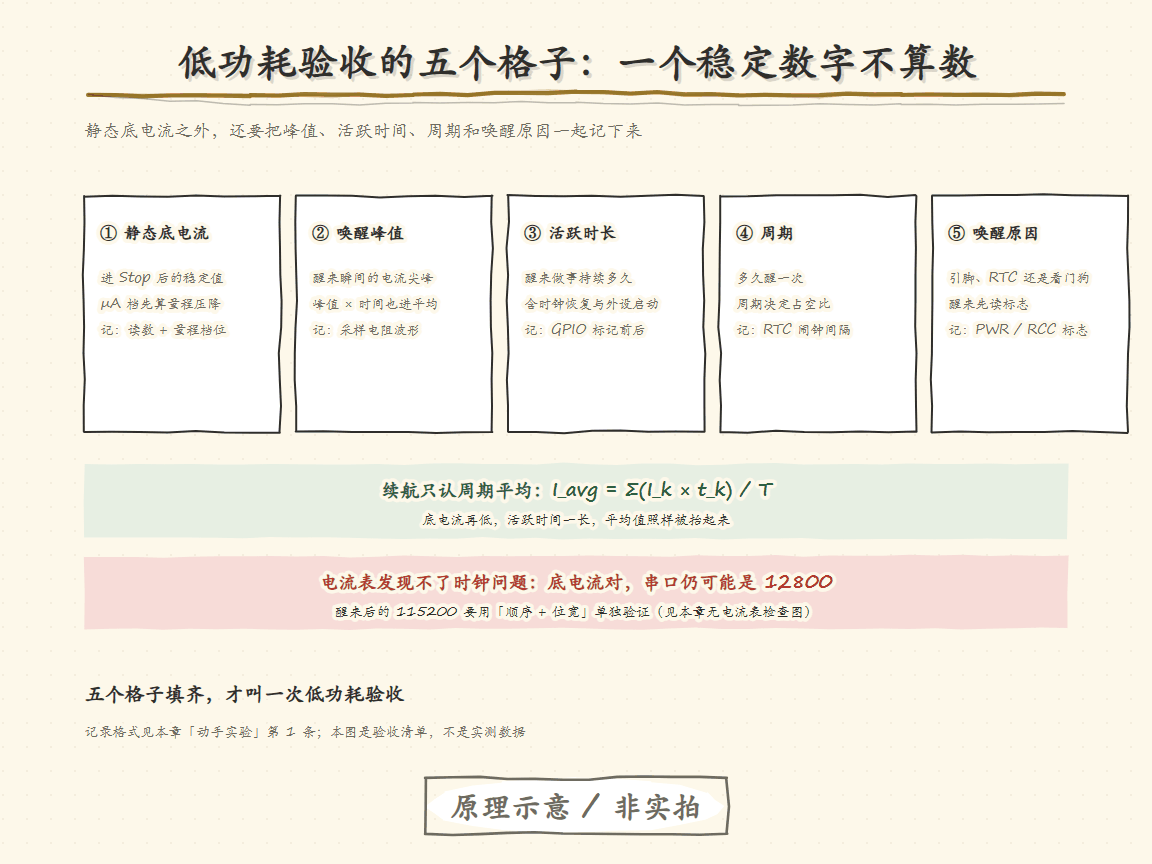 低功耗验收的五个格子：一个稳定数字不算数
静态底电流之外，还要把峰值、活跃时间、周期和唤醒原因一起记下来
① 静态底电流
进 Stop 后的稳定值
μA 档先算量程压降
记：读数 + 量程档位
② 唤醒峰值
醒来瞬间的电流尖峰
峰值 × 时间也进平均
记：采样电阻波形
③ 活跃时长
醒来做事持续多久
含时钟恢复与外设启动
记：GPIO 标记前后
④ 周期
多久醒一次
周期决定占空比
记：RTC 闹钟间隔
⑤ 唤醒原因
引脚、RTC 还是看门狗
醒来先读标志
记：PWR / RCC 标志
续航只认周期平均：I_avg = Σ(I_k × t_k) / T
底电流再低，活跃时间一长，平均值照样被抬起来
电流表发现不了时钟问题：底电流对，串口仍可能是 12800
醒来后的 115200 要用「顺序 + 位宽」单独验证（见本章无电流表检查图）
五个格子填齐，才叫一次低功耗验收
记录格式见本章「动手实验」第 1 条；本图是验收清单，不是实测数据
原理示意 / 非实拍